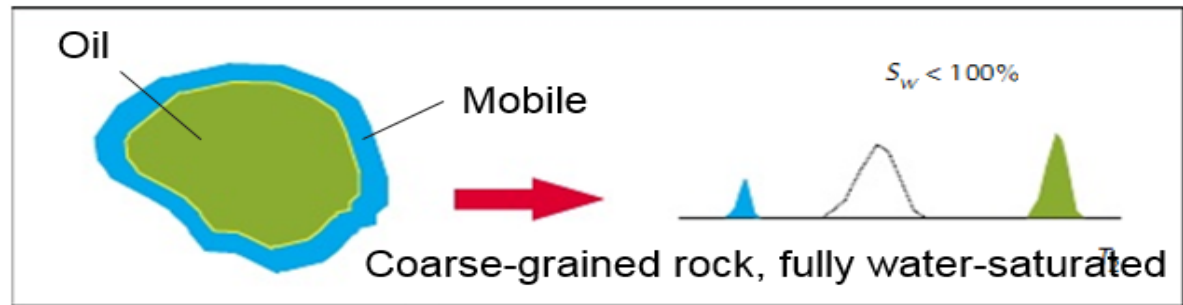 Oil
Mobile
S_w < 100%
Coarse-grained rock, fully water-saturated